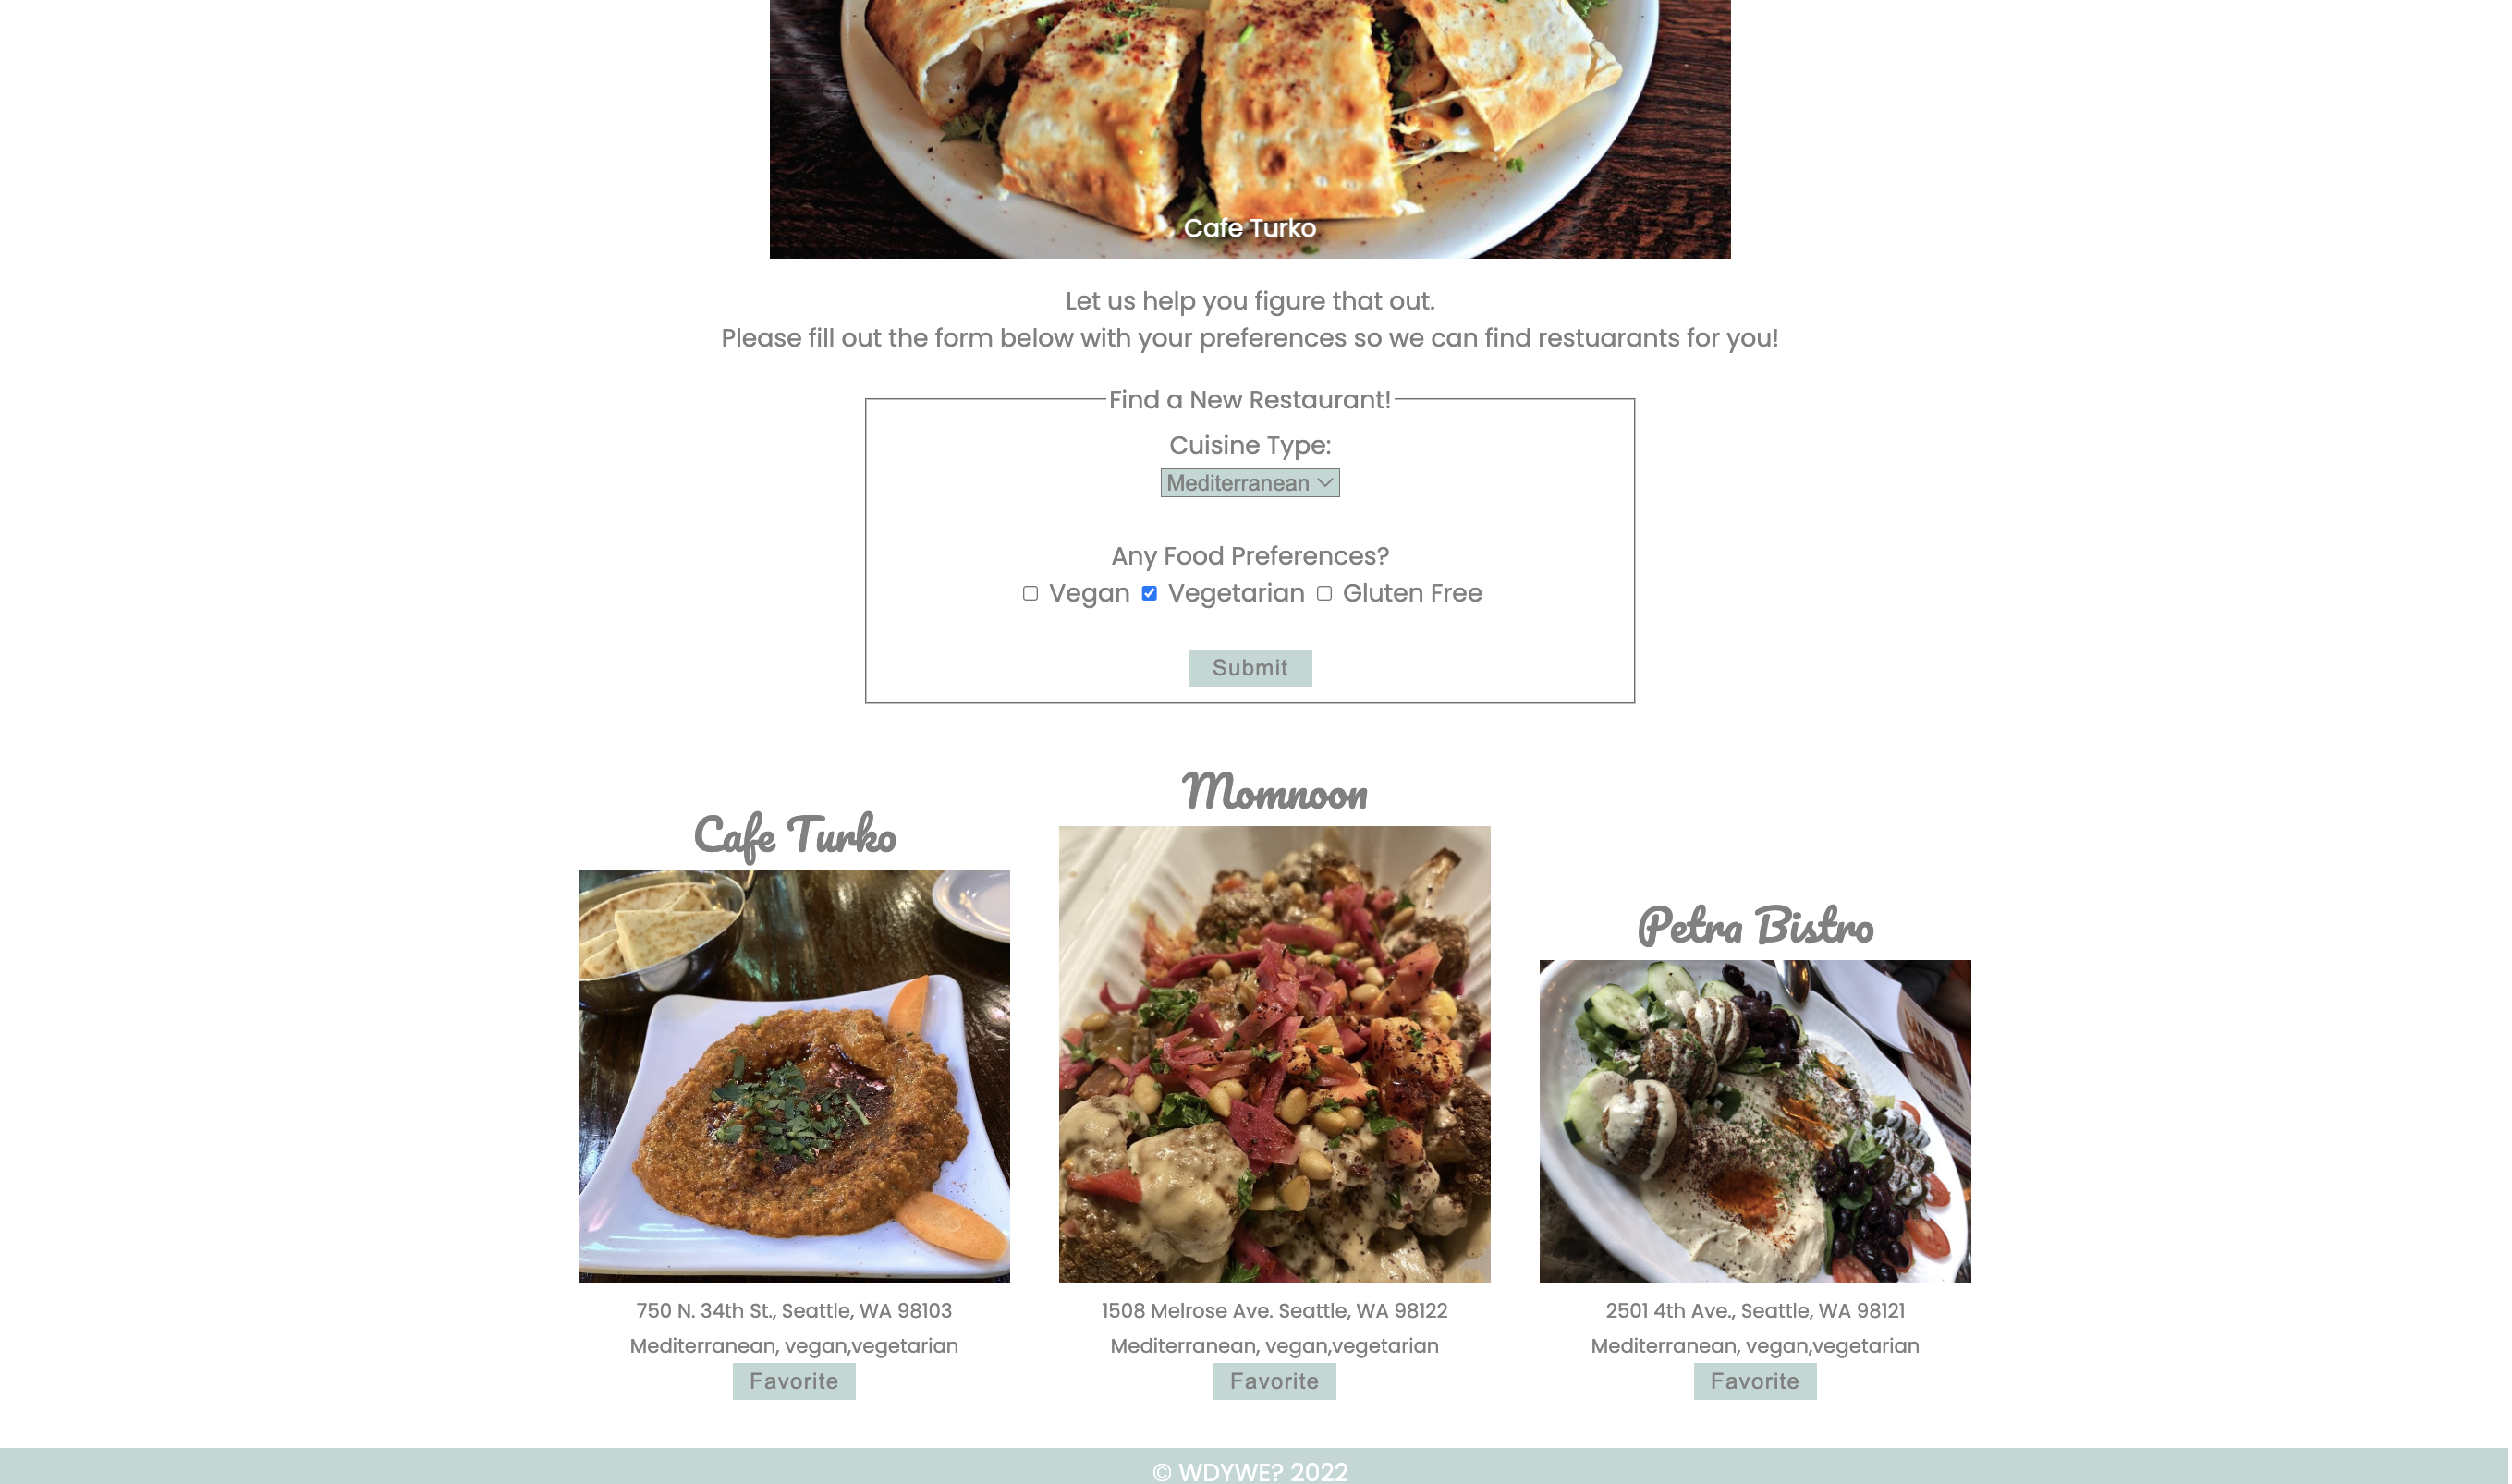 Cafe Turko
Let us help you figure that out.
Please fill out the form below with your preferences so we can find restuarants for you!
Find a New Restaurant!
Cuisine Type:
Mediterranean
Any Food Preferences?
Vegan Vegetarian Gluten Free
Submit
Cafe Turko
750 N. 34th St., Seattle, WA 98103
Mediterranean, vegan,vegetarian
Favorite
Momnoon
1508 Melrose Ave. Seattle, WA 98122
Mediterranean, vegan,vegetarian
Favorite
Petra Bistro
2501 4th Ave., Seattle, WA 98121
Mediterranean, vegan,vegetarian
Favorite
© WDYWE? 2022